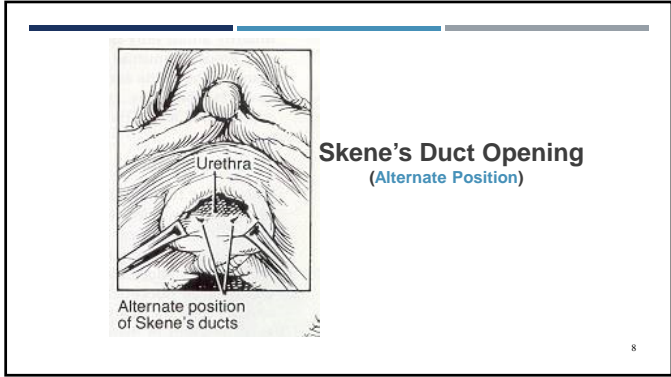 Urethra
Alternate position
of Skene's ducts
Skene’s Duct Opening
(Alternate Position)
8